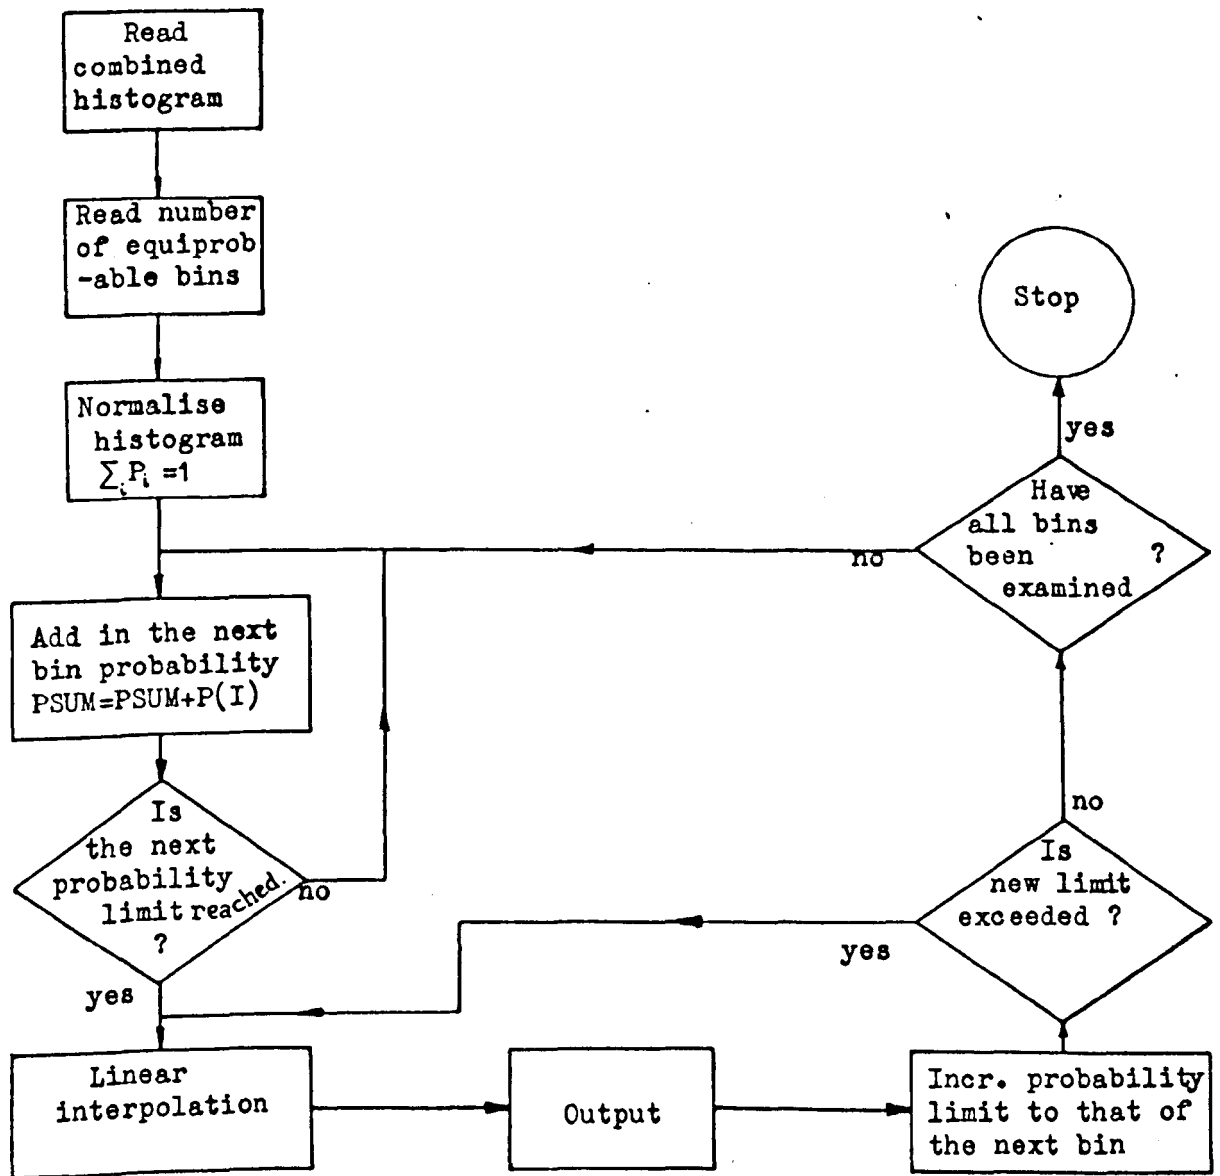 Read
combined
histogram
Read number
of equiprob
-able bins
Normalise
histogram
∑i Pi =1
Add in the next
bin probability
PSUM=PSUM+P(I)
Is
the next
probability
limit reached.
?
no
yes
Linear
interpolation
Output
Incr. probability
limit to that of
the next bin
Is
new limit
exceeded ?
yes
no
Have
all bins
been ?
examined
no
yes
Stop